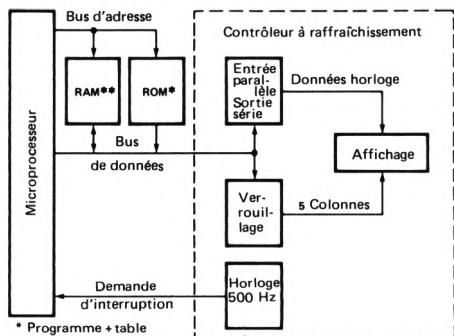 Bus d'adresse
Contrôleur à raffraîchissement
RAM**
ROM*
Entrée
paral-
lèle
Sortie
série
Données horloge
Microprocesseur
Bus
de données
Affichage
Ver-
rouil-
lage
5 Colonnes
Demande
d'interruption
Horloge
500 Hz
* Programme + table